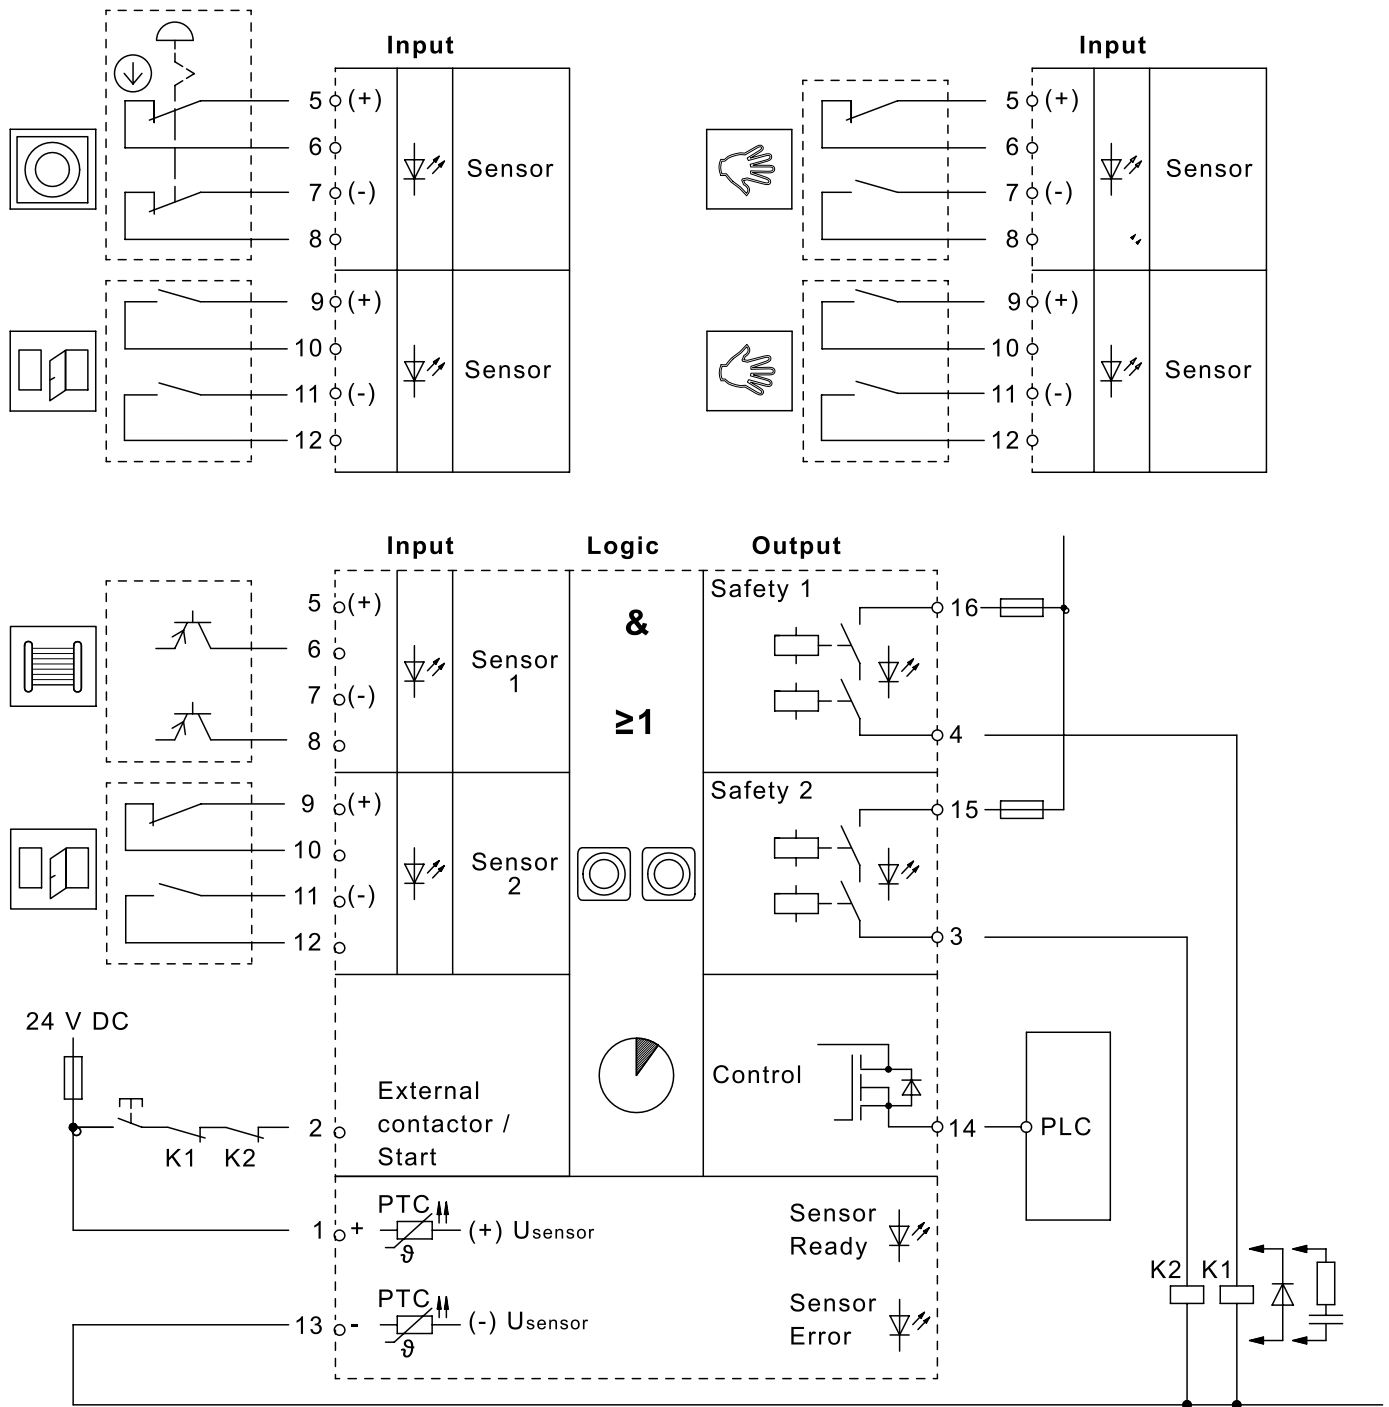 Input
5 (+)
6
7 (-)
8
Sensor
9 (+)
10
11 (-)
12
Sensor
Input
5 (+)
6
7 (-)
8
Sensor
9 (+)
10
11 (-)
12
Sensor
Input
Logic
Output
5 (+)
6
7 (-)
8
Sensor
1
9 (+)
10
11 (-)
12
Sensor
2
&
≥1
Safety 1
16
4
Safety 2
15
3
24 V DC
K1 K2
2
External
contactor /
Start
Control
14
PLC
1 +
PTC
ϑ
(+) Usensor
Sensor
Ready
13 -
PTC
ϑ
(-) Usensor
Sensor
Error
K2 K1